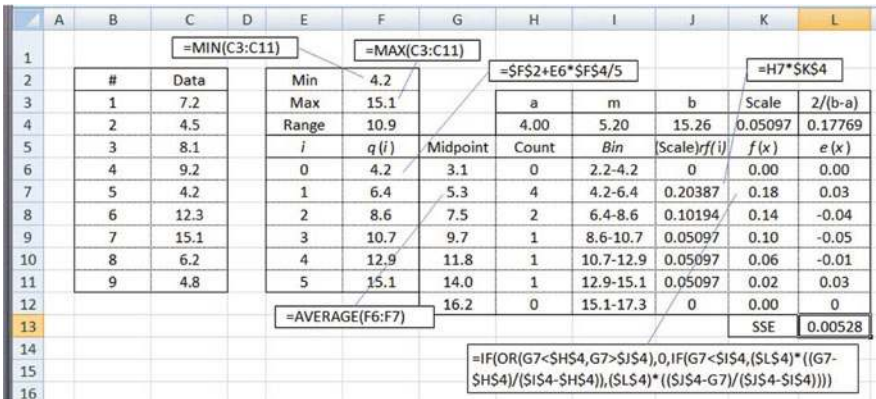 A B C D E F G H I J K L
1 =MIN(C3:C11) =MAX(C3:C11)
2 # Data Min 4.2 =$F$2+E6*$F$4/5 =H7*$K$4
3 1 7.2 Max 15.1 a m b Scale 2/(b-a)
4 2 4.5 Range 10.9 4.00 5.20 15.26 0.05097 0.17769
5 3 8.1 i q(i) Midpoint Count Bin (Scale)rf(i) f(x) e(x)
6 4 9.2 0 4.2 3.1 0 2.2-4.2 0 0.00 0.00
7 5 4.2 1 6.4 5.3 4 4.2-6.4 0.20387 0.18 0.03
8 6 12.3 2 8.6 7.5 2 6.4-8.6 0.10194 0.14 -0.04
9 7 15.1 3 10.7 9.7 1 8.6-10.7 0.05097 0.10 -0.05
10 8 6.2 4 12.9 11.8 1 10.7-12.9 0.05097 0.06 -0.01
11 9 4.8 5 15.1 14.0 1 12.9-15.1 0.05097 0.02 0.03
12 16.2 0 15.1-17.3 0 0.00 0
13 =AVERAGE(F6:F7) SSE 0.00528
14 =IF(OR(G7<$H$4,G7>$J$4),0,IF(G7<$I$4,($L$4)*((G7-
15 $H$4)/($I$4-$H$4)),($L$4)*(($J$4-G7)/($J$4-$I$4))))
16